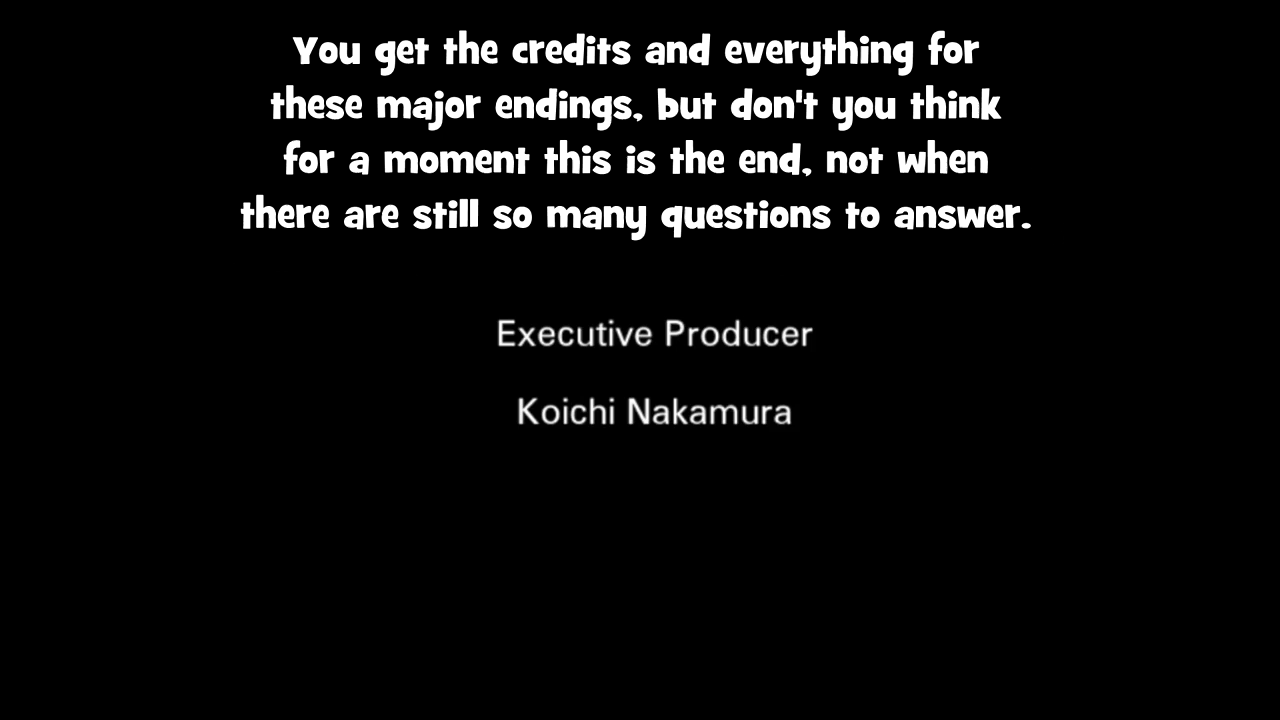 You get the credits and everything for
these major endings, but don't you think
for a moment this is the end, not when
there are still so many questions to answer.
Executive Producer
Koichi Nakamura